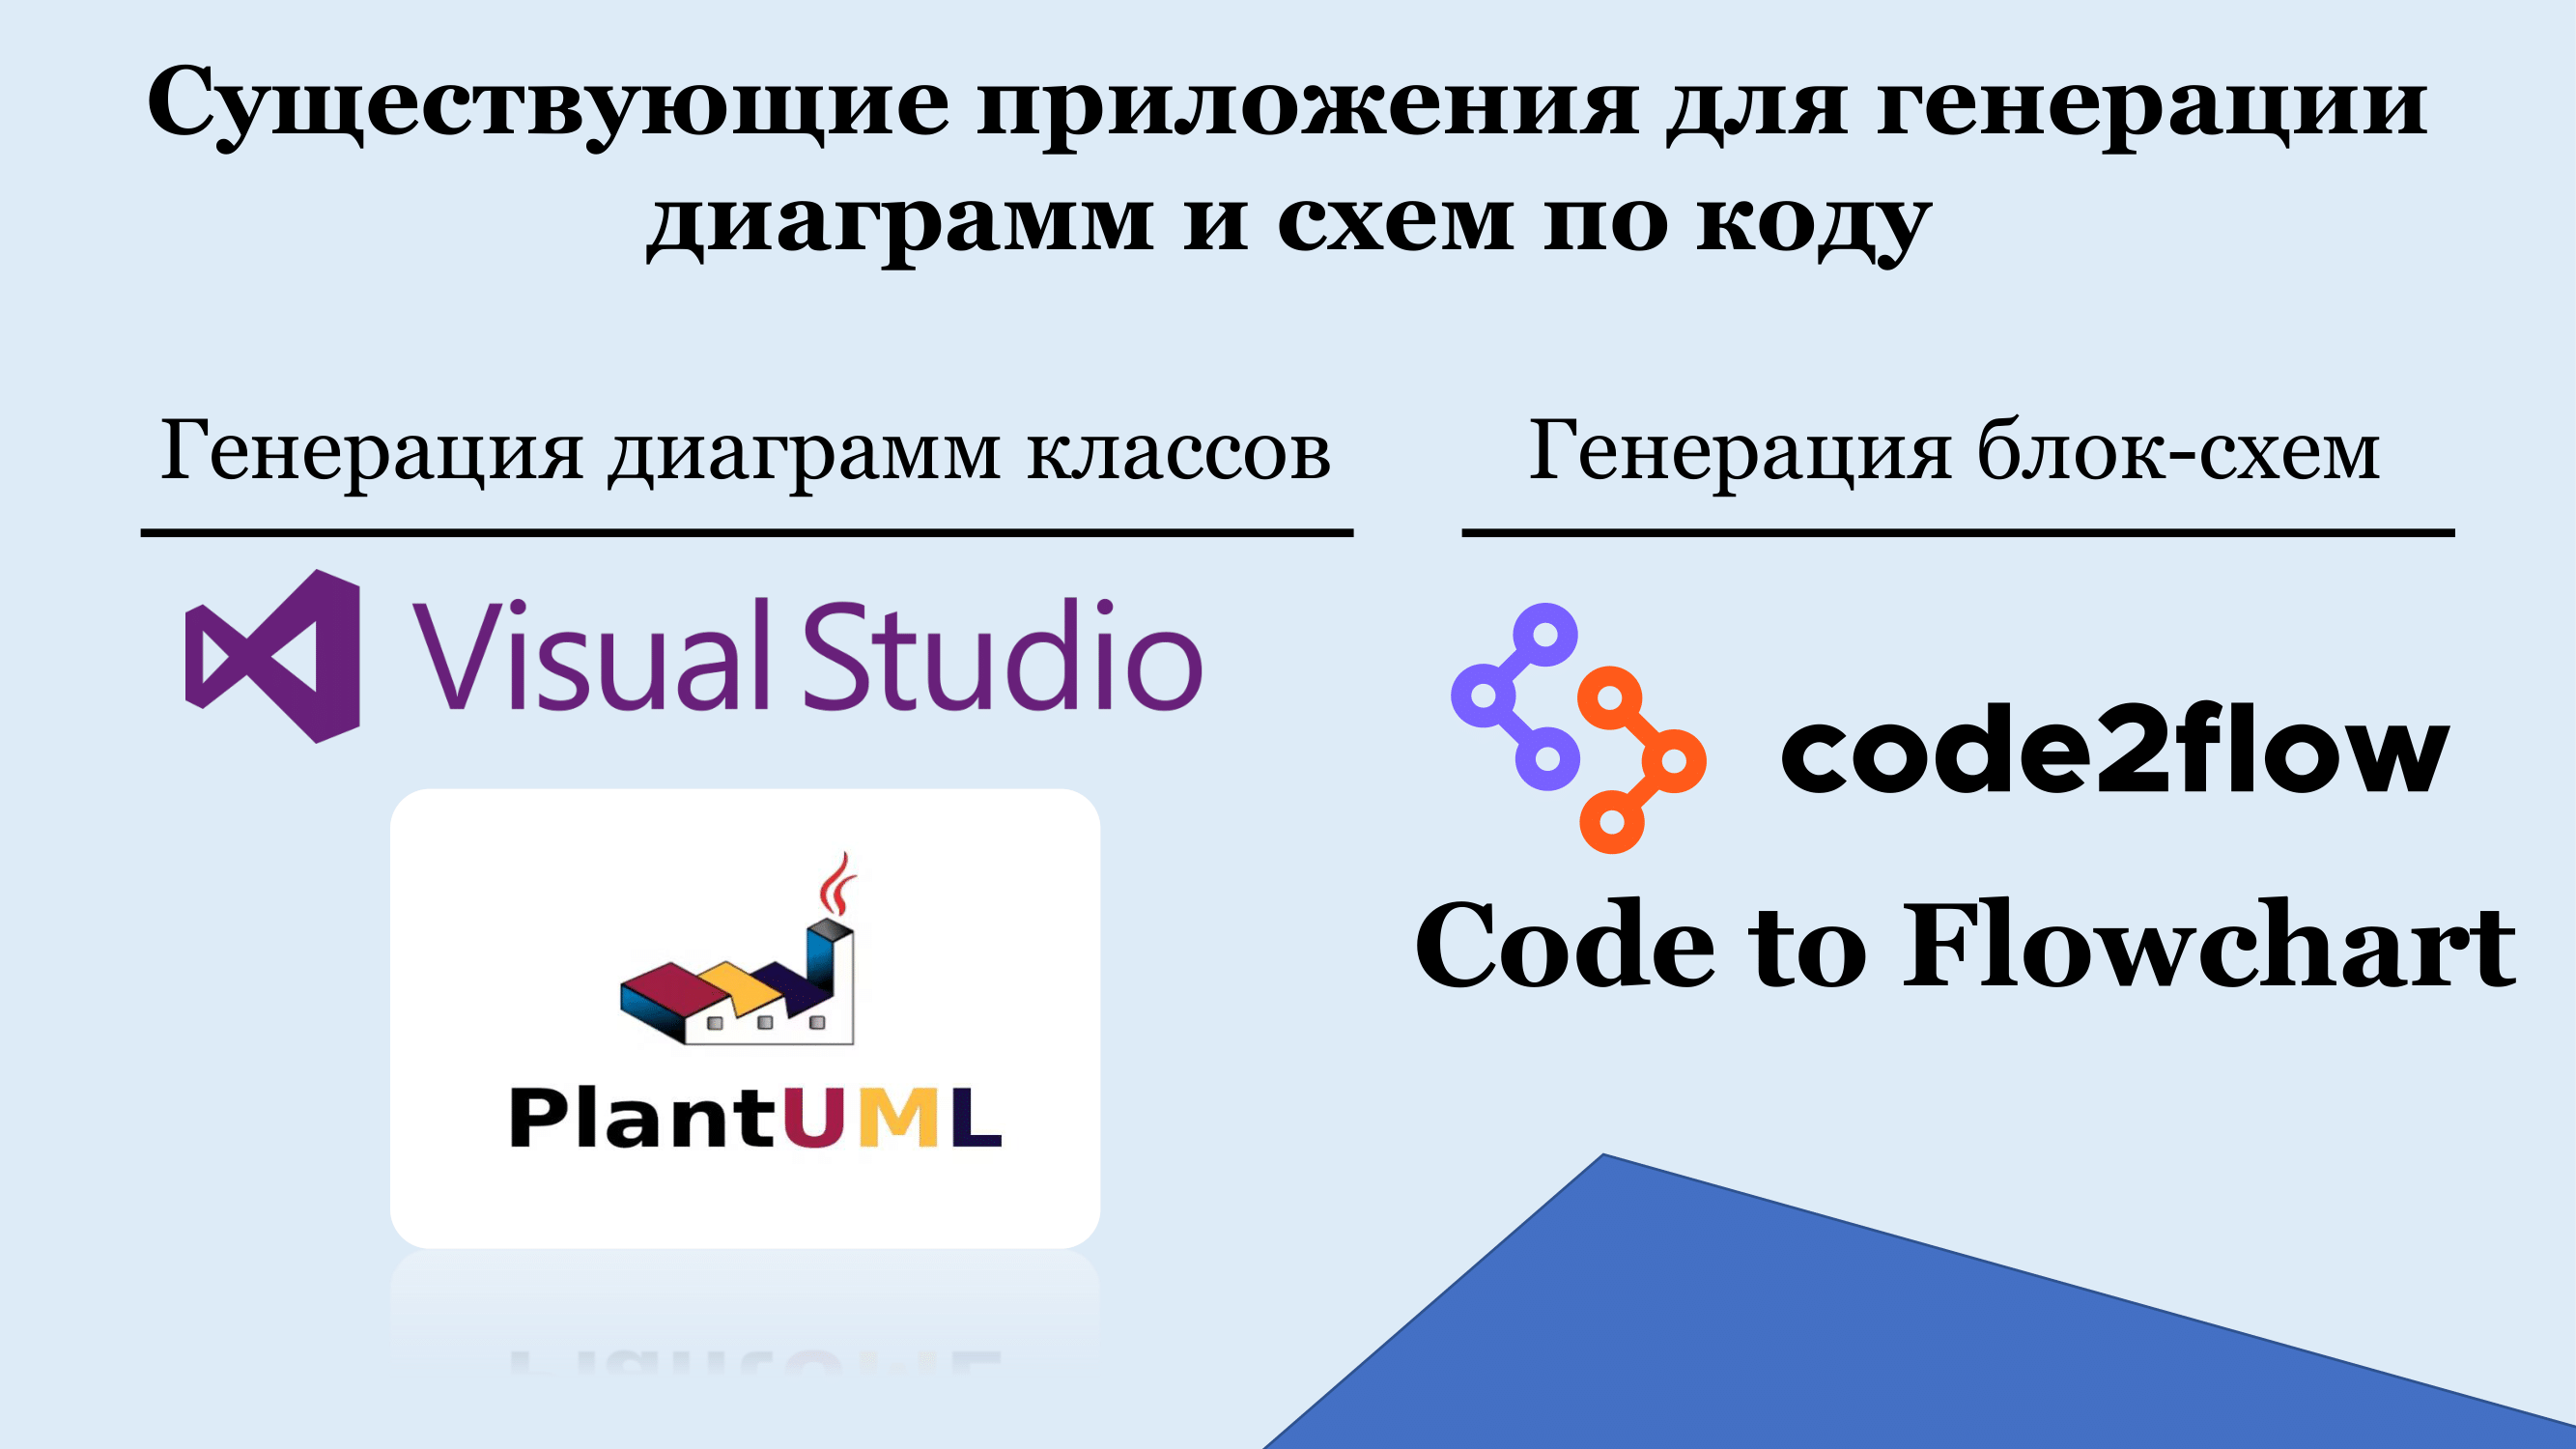 Существующие приложения для генерации
диаграмм и схем по коду
Генерация диаграмм классов
Visual Studio
PlantUML
Генерация блок-схем
code2flow
Code to Flowchart